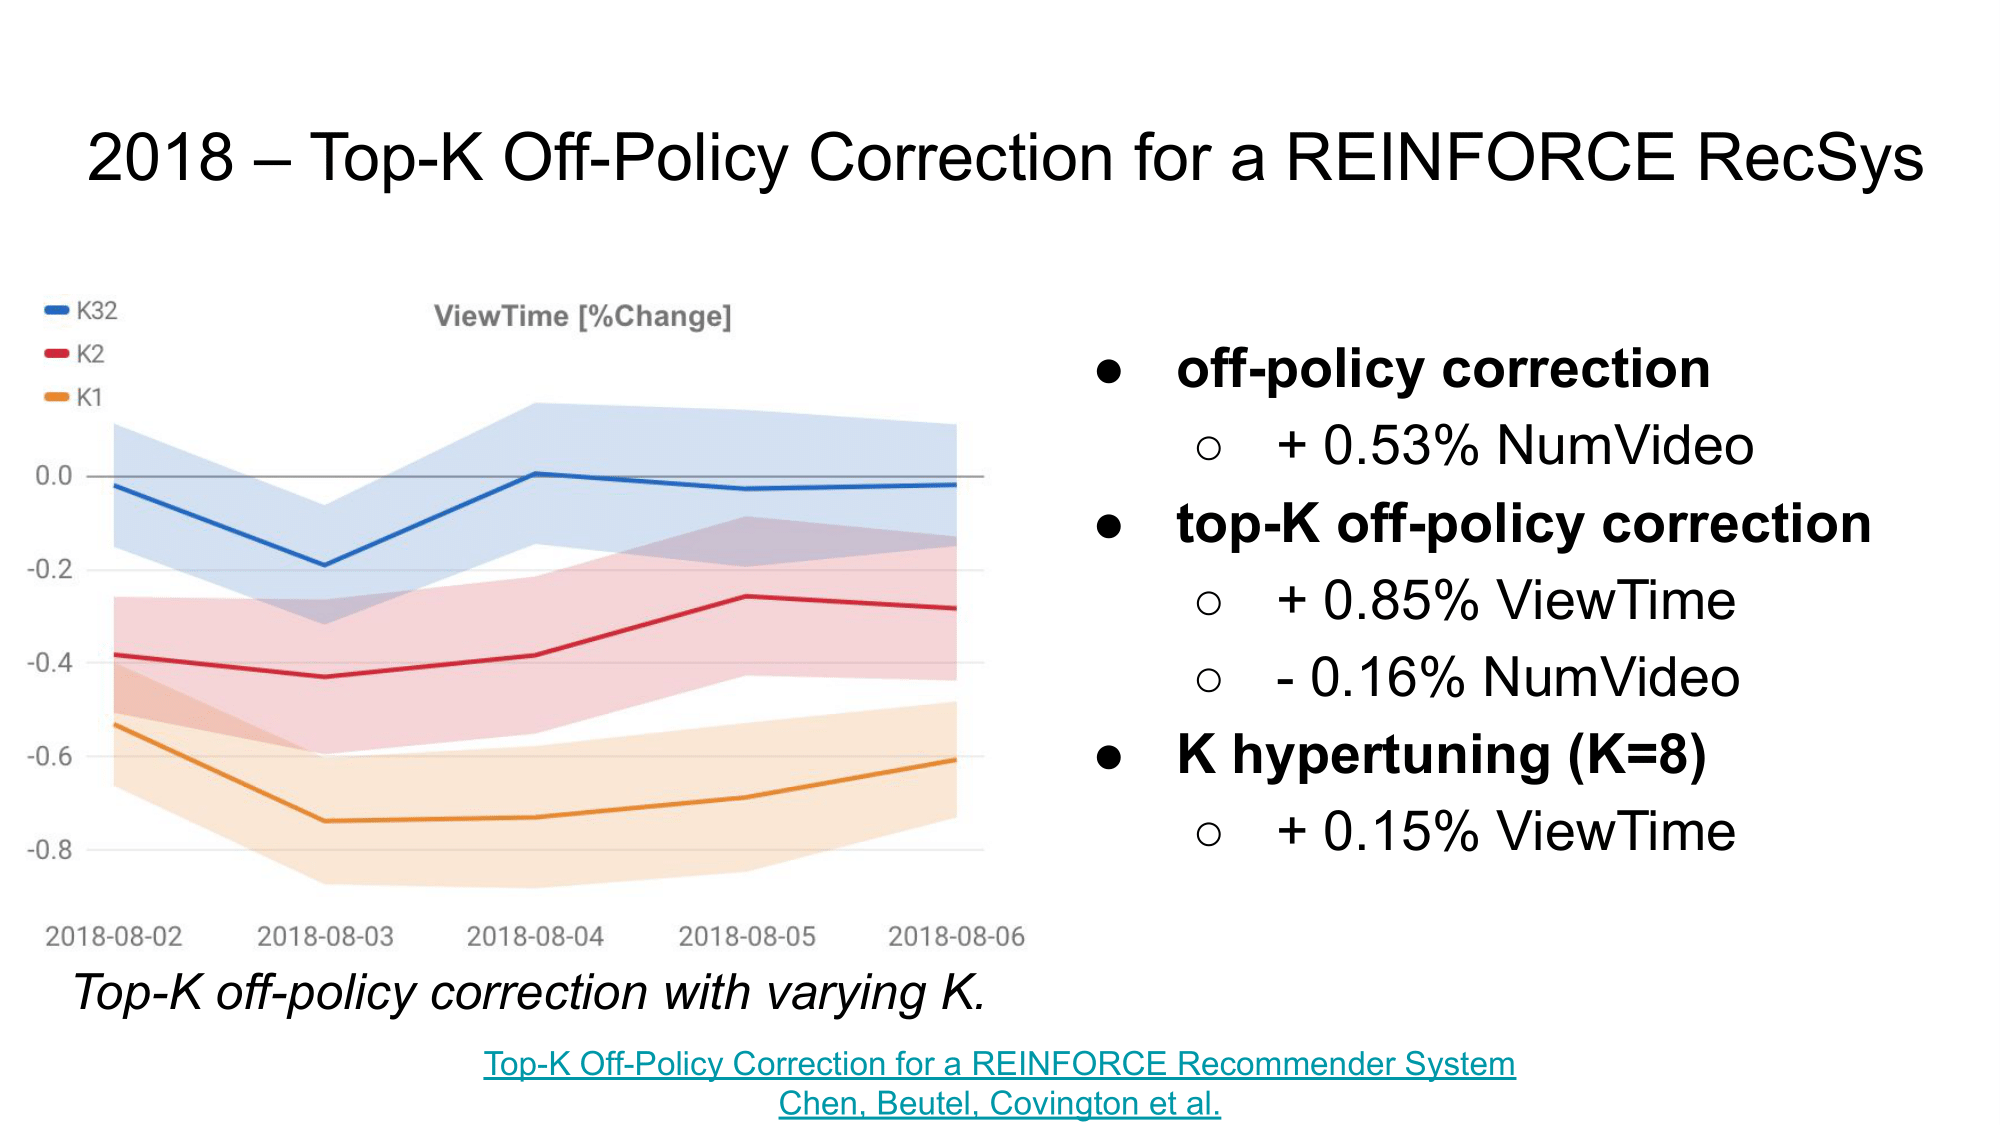 2018 – Top-K Off-Policy Correction for a REINFORCE RecSys
K32
K2
K1
ViewTime [%Change]
0.0
-0.2
-0.4
-0.6
-0.8
2018-08-02 2018-08-03 2018-08-04 2018-08-05 2018-08-06
Top-K off-policy correction with varying K.
● off-policy correction
○ + 0.53% NumVideo
● top-K off-policy correction
○ + 0.85% ViewTime
○ - 0.16% NumVideo
● K hypertuning (K=8)
○ + 0.15% ViewTime
Top-K Off-Policy Correction for a REINFORCE Recommender System
Chen, Beutel, Covington et al.